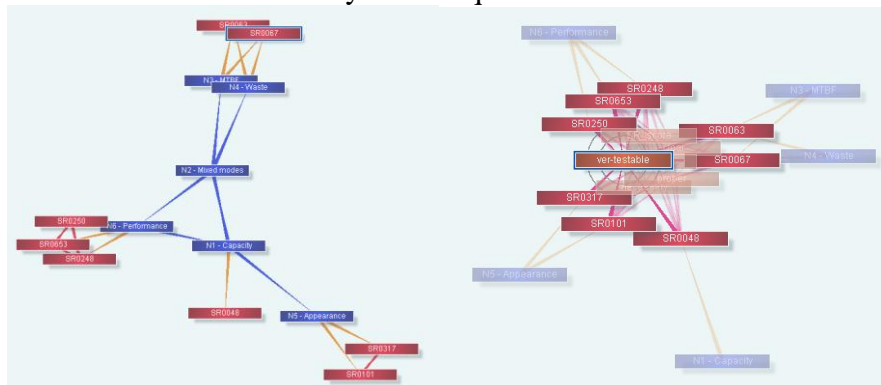 SR0063
SR0067
N3 - MTBF
N4 - Waste
N2 - Mixed modes
SR0250
N6 - Performance
SR0653
SR0248
N1 - Capacity
SR0048
N5 - Appearance
SR0317
SR0101
N6 - Performance
SR0248
SR0653
N3 - MTBF
SR0250
SR0063
ver-testable
SR0067
N4 - Waste
SR0317
SR0101
SR0048
N5 - Appearance
N1 - Capacity